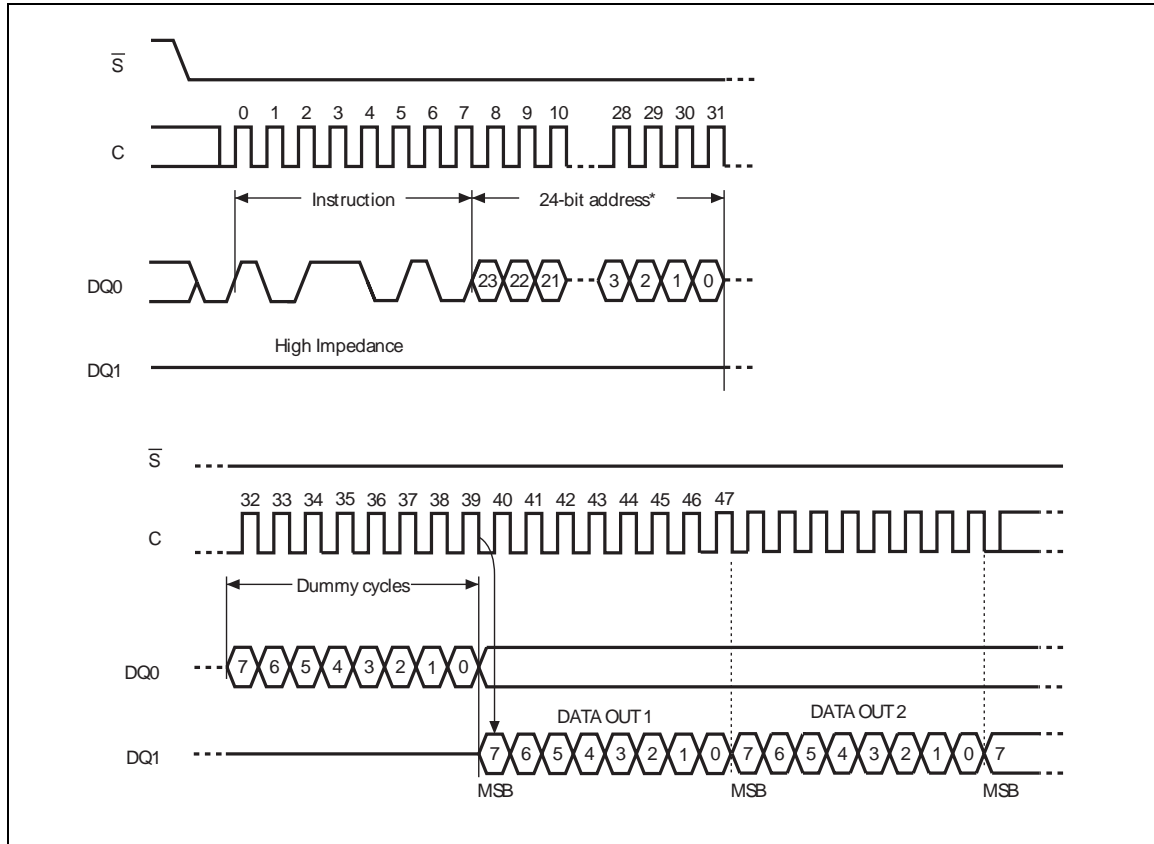 S
0 1 2 3 4 5 6 7 8 9 10 28 29 30 31
C
Instruction 24-bit address*
DQ0 23 22 21 3 2 1 0
High Impedance
DQ1
S
32 33 34 35 36 37 38 39 40 41 42 43 44 45 46 47
C
Dummy cycles
DQ0 7 6 5 4 3 2 1 0
DATA OUT 1 DATA OUT 2
DQ1 7 6 5 4 3 2 1 0 7 6 5 4 3 2 1 0 7
MSB MSB MSB